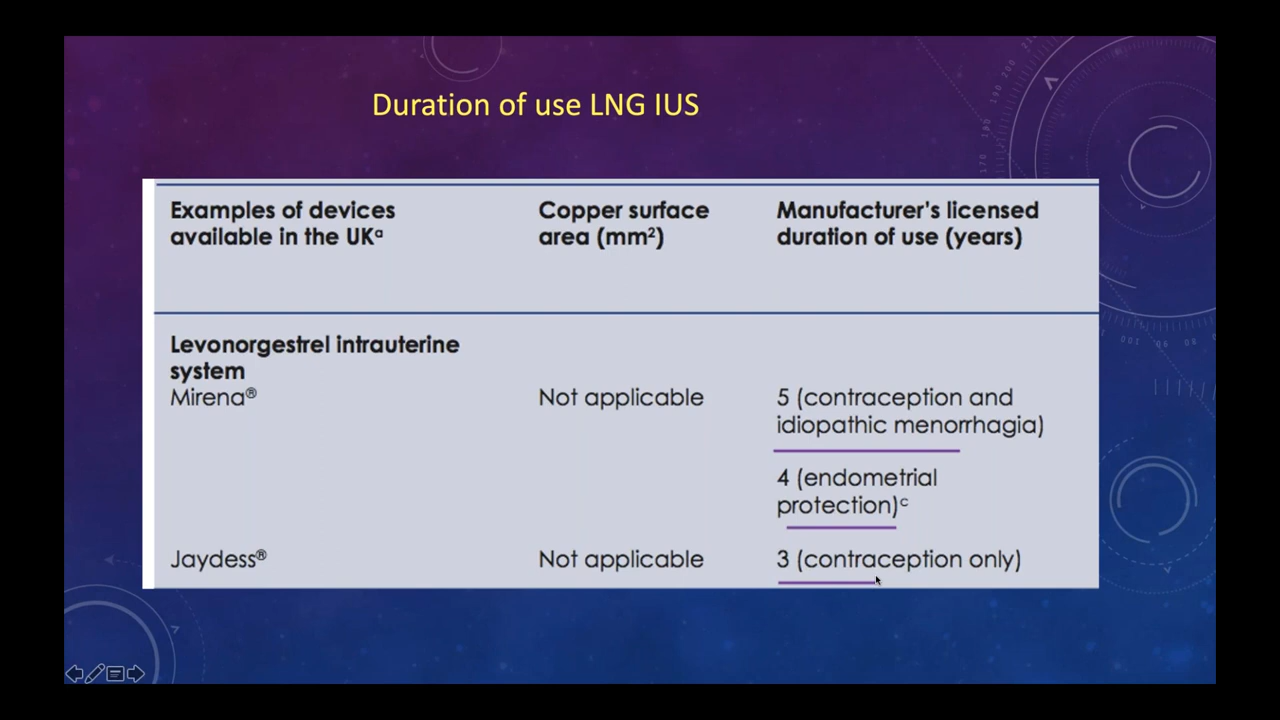 Duration of use LNG IUS
Examples of devices
available in the UKᵃ
Copper surface
area (mm²)
Manufacturer's licensed
duration of use (years)
Levonorgestrel intrauterine
system
Mirena®
Not applicable
5 (contraception and
idiopathic menorrhagia)
4 (endometrial
protection)ᶜ
Jaydess®
Not applicable
3 (contraception only)